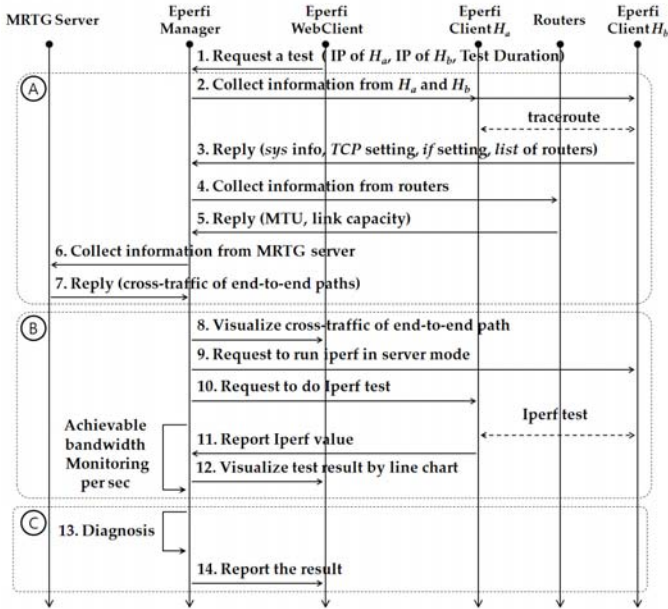 MRTG Server
Eperfi
Manager
Eperfi
WebClient
Eperfi
Client Ha
Routers
Eperfi
Client Hb
1. Request a test ( IP of Ha, IP of Hb, Test Duration)
A
2. Collect information from Ha and Hb
traceroute
3. Reply (sys info, TCP setting, if setting, list of routers)
4. Collect information from routers
5. Reply (MTU, link capacity)
6. Collect information from MRTG server
7. Reply (cross-traffic of end-to-end paths)
B
8. Visualize cross-traffic of end-to-end path
9. Request to run iperf in server mode
10. Request to do Iperf test
Iperf test
Achievable
bandwidth
Monitoring
per sec
11. Report Iperf value
12. Visualize test result by line chart
C
13. Diagnosis
14. Report the result